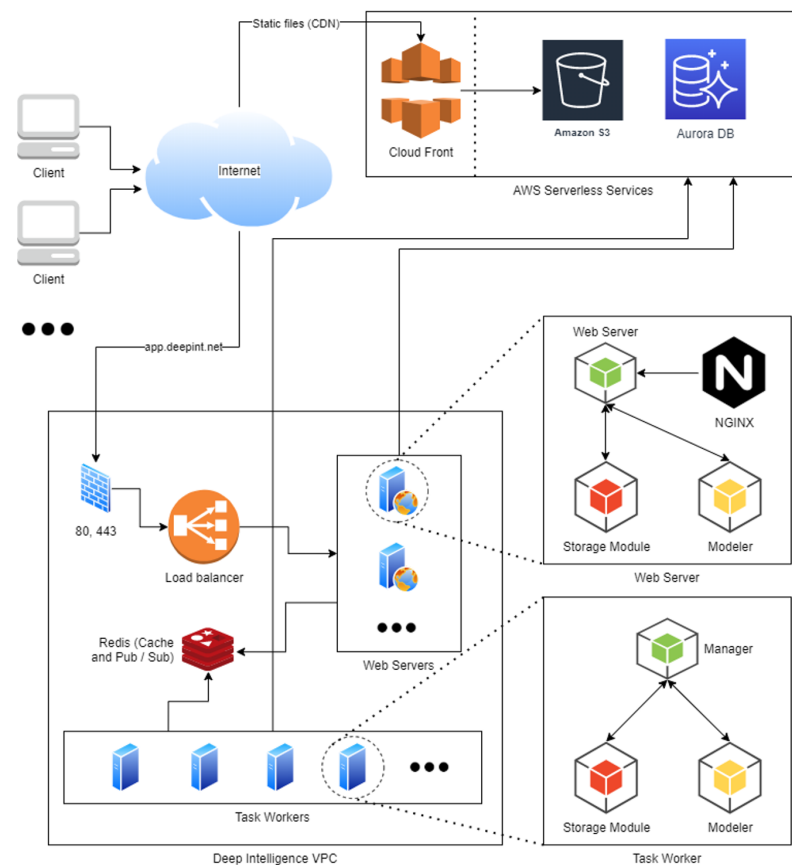 Static files (CDN)
Cloud Front
Amazon S3
Aurora DB
AWS Serverless Services
Client
Internet
Client
app.deepint.net
Web Server
N
NGINX
Storage Module
Modeler
Web Server
80, 443
Load balancer
Redis (Cache
and Pub / Sub)
Web Servers
Manager
Storage Module
Modeler
Task Worker
Task Workers
Deep Intelligence VPC